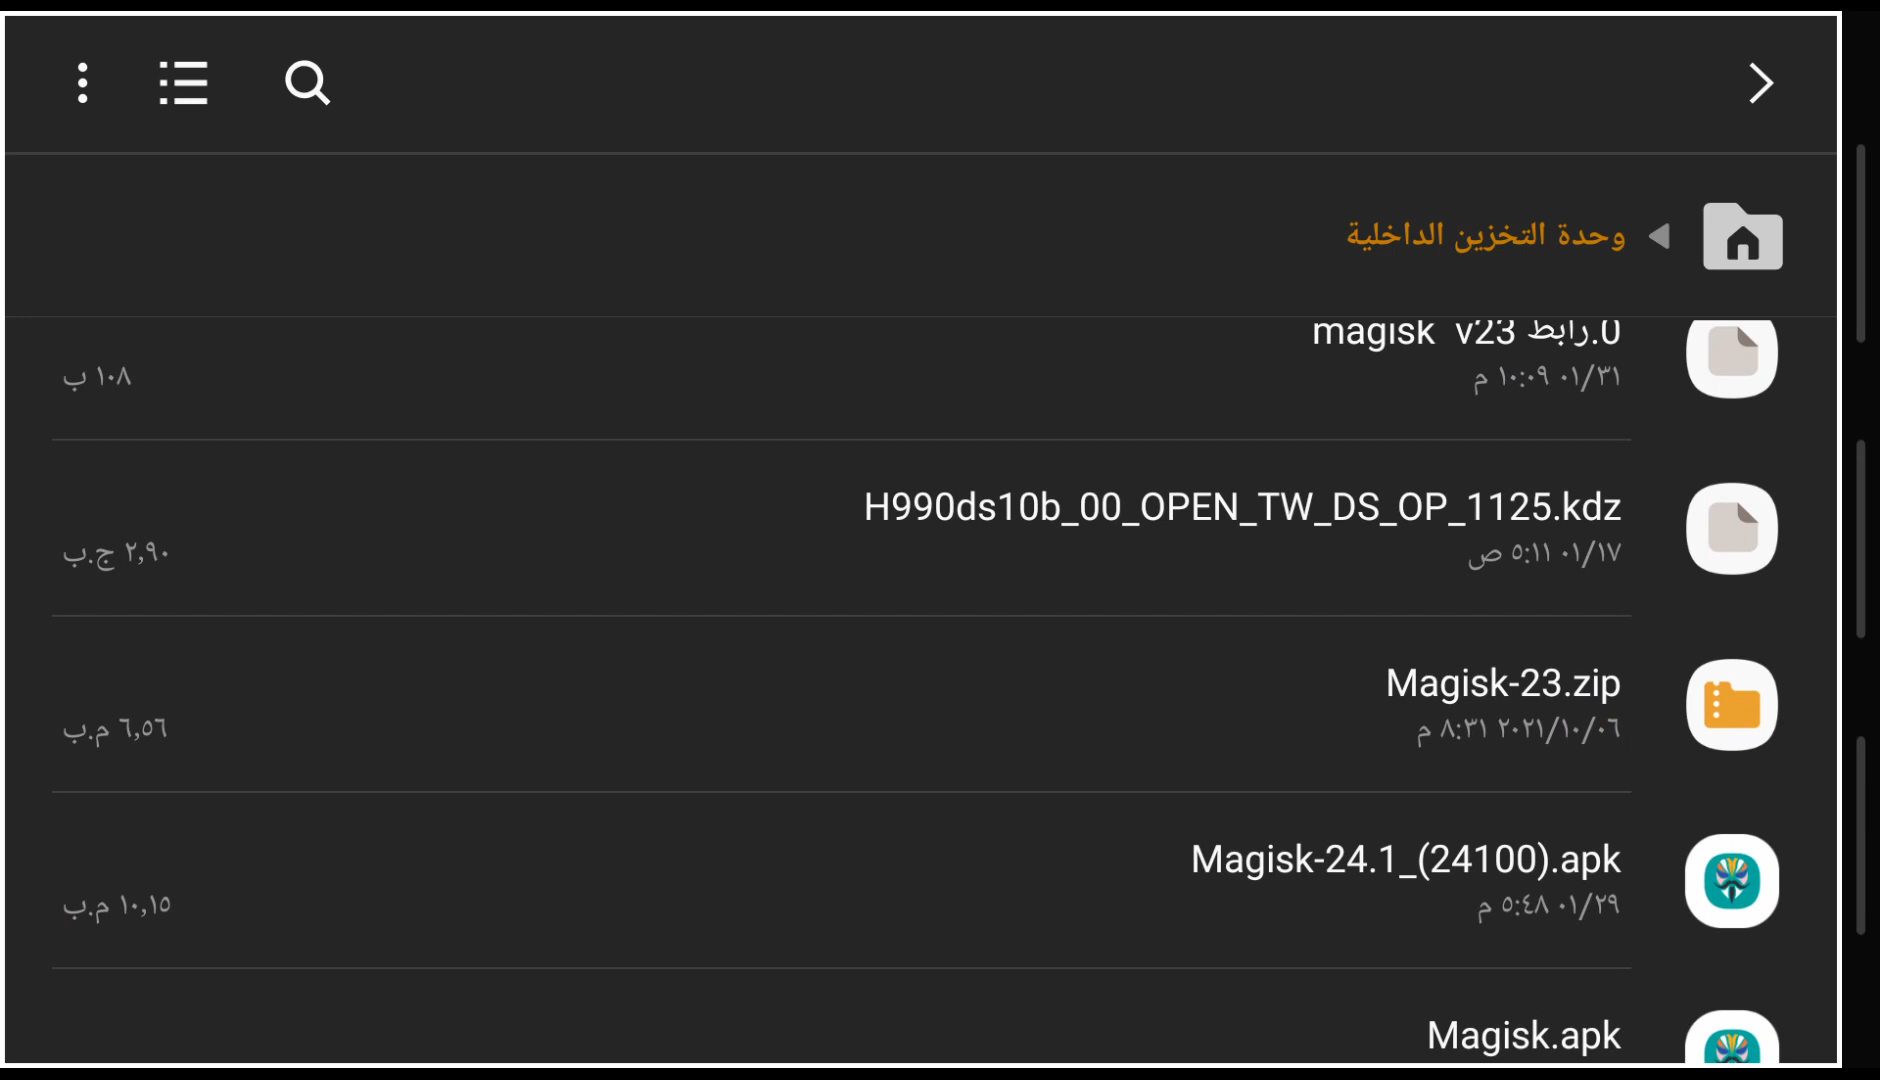 وحدة التخزين الداخلية
0.رابط magisk v23
٠١/٣١ ١٠:٠٩ م
١٠٨ ب
H990ds10b_00_OPEN_TW_DS_OP_1125.kdz
٠١/١٧ ٥:١١ ص
٢,٩٠ ج.ب
Magisk-23.zip
٢٠٢١/١٠/٠٦ ٨:٣١ م
٦,٥٦ م.ب
Magisk-24.1_(24100).apk
٠١/٢٩ ٥:٤٨ م
١٠,١٥ م.ب
Magisk.apk